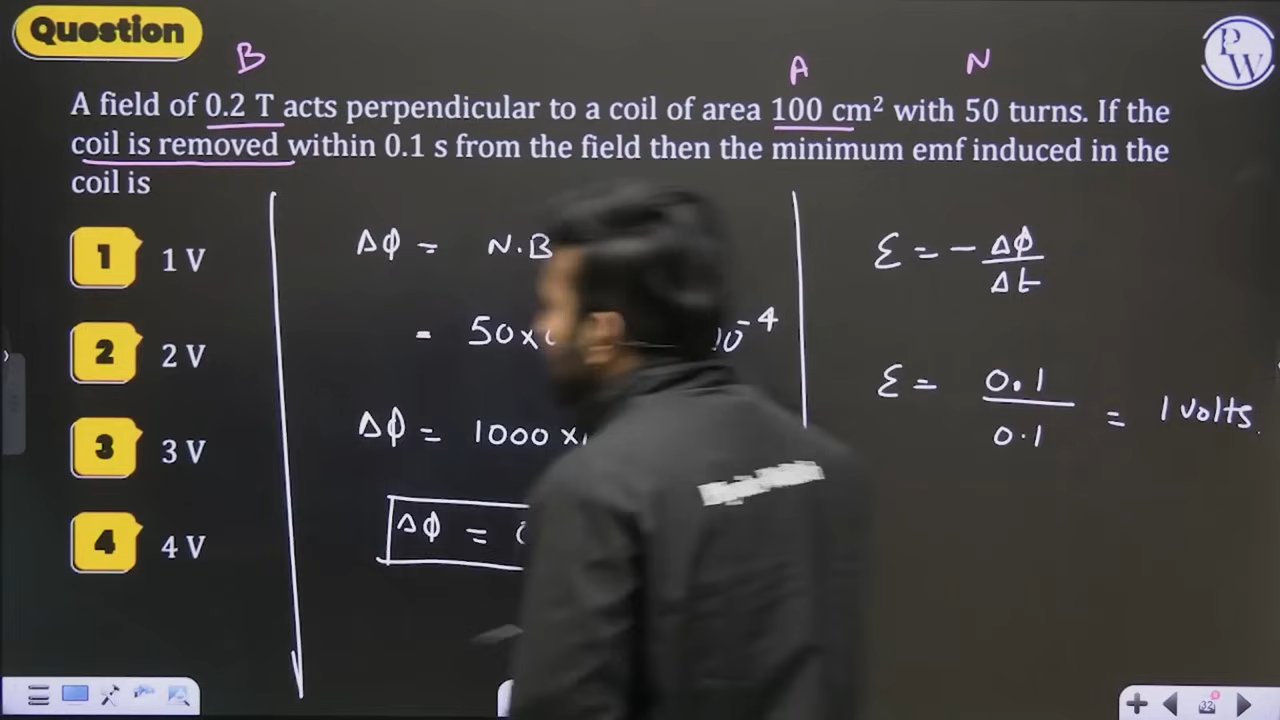 Question
B
A
N
P
W
A field of 0.2 T acts perpendicular to a coil of area 100 cm² with 50 turns. If the
coil is removed within 0.1 s from the field then the minimum emf induced in the
coil is
1 1 V
2 2 V
3 3 V
4 4 V
Δϕ = N.B
= 50×
10⁻⁴
Δϕ = 1000 ×
Δϕ =
ε = - Δϕ / Δt
ε = 0.1 / 0.1 = 1 volts.
32